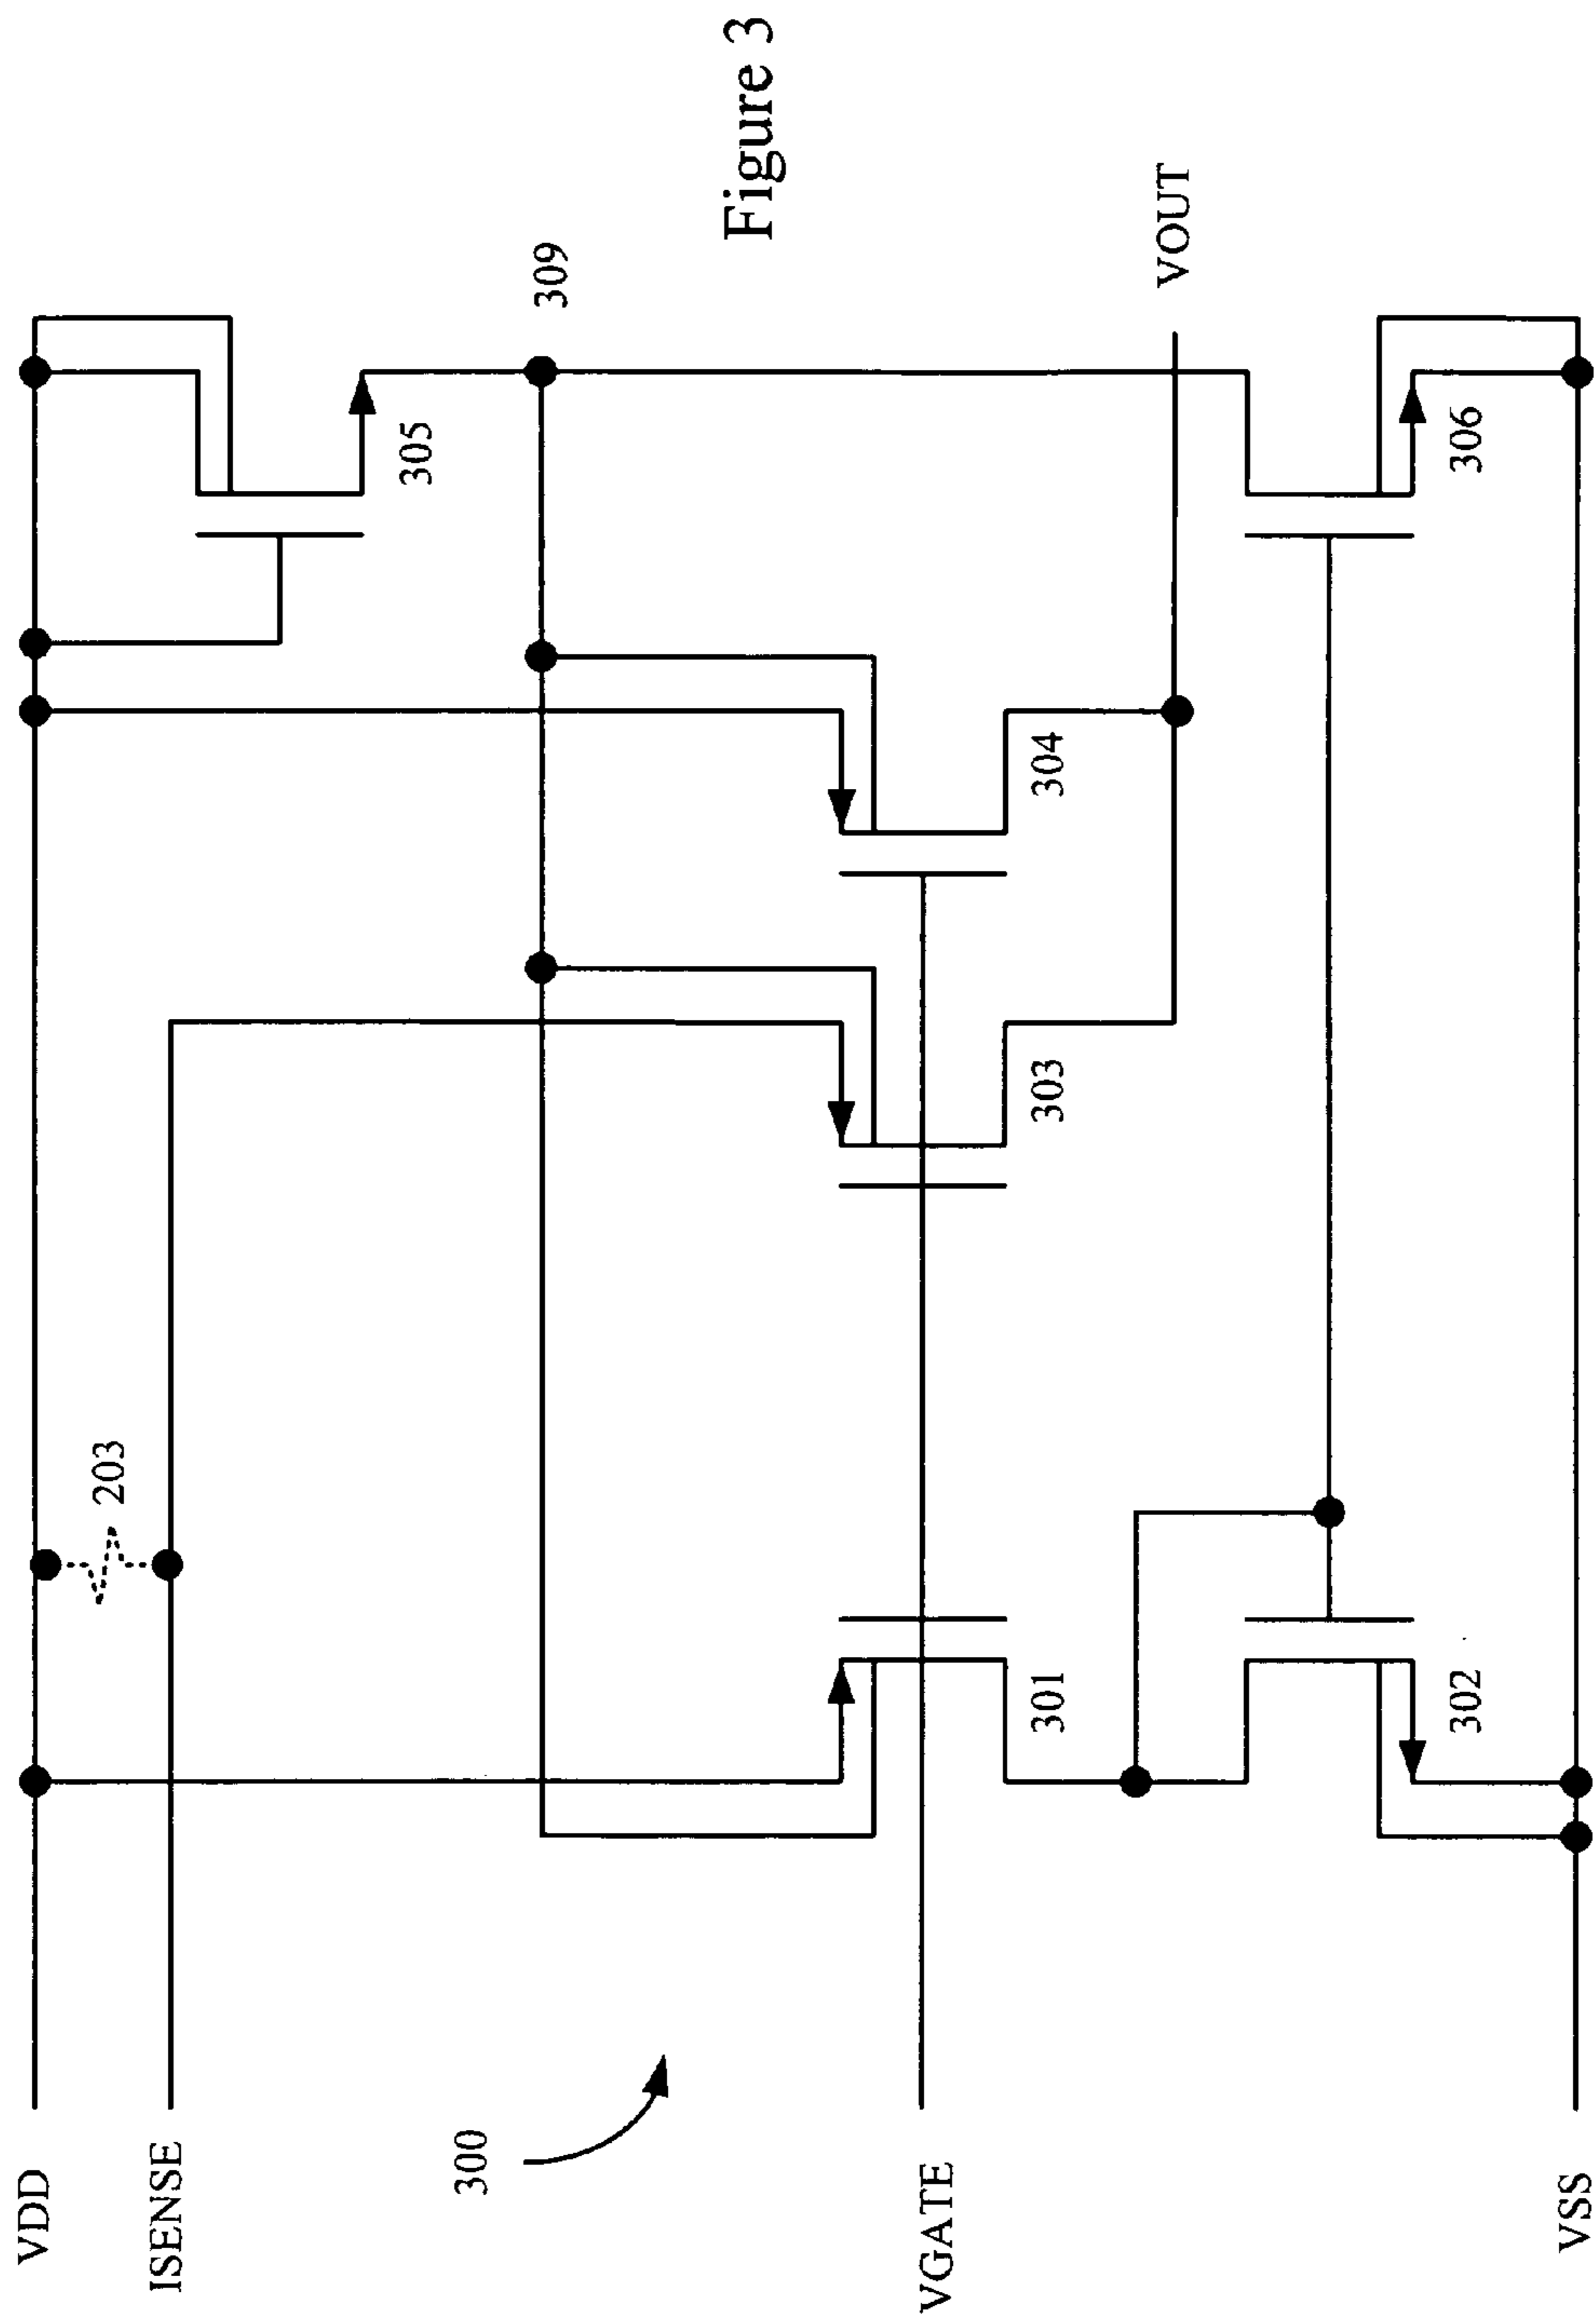 VDD
203
ISENSE
305
309
300
Figure 3
304
303
301
VGATE
VOUT
306
302
VSS